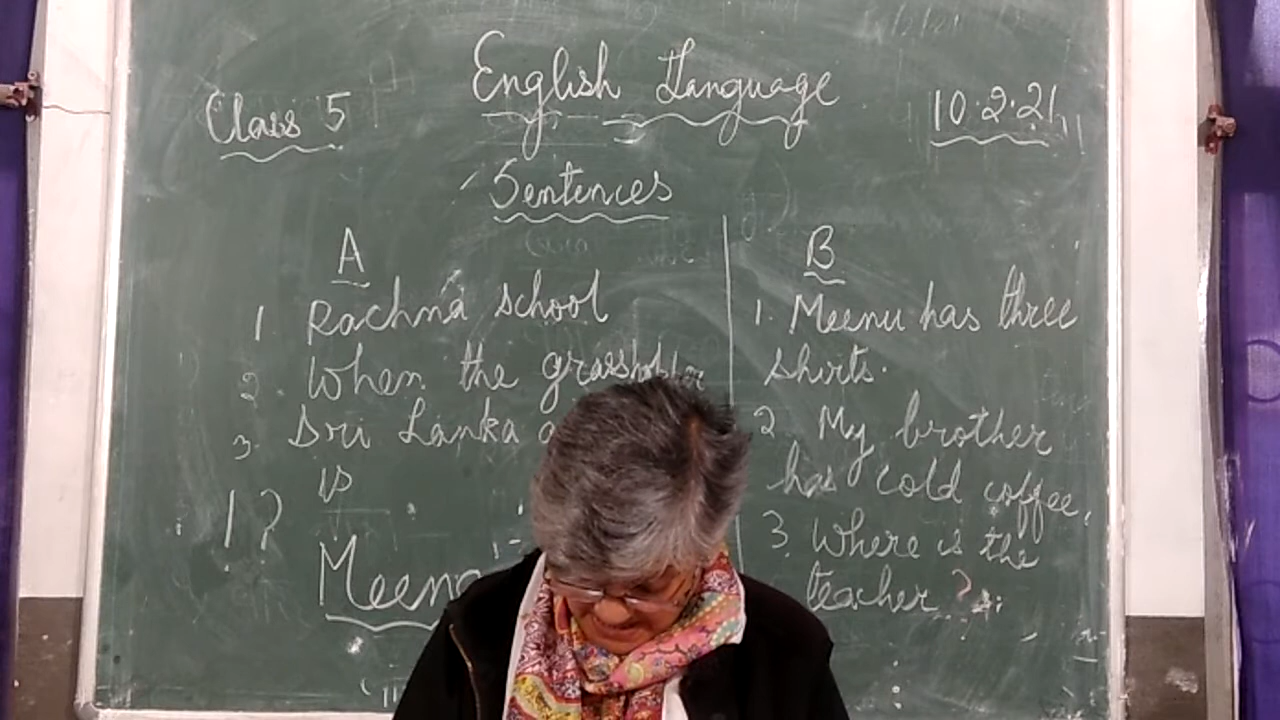 English Language
Class 5
10.2.21
Sentences
A
1. Rachna school
2. When the grasshopper
3. Sri Lanka
is
! ?
B
1. Meenu has three
shirts.
2. My brother
has cold coffee.
3. Where is the
teacher ?